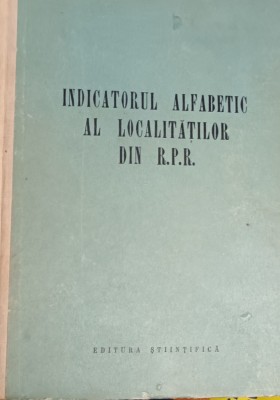 INDICATORUL ALFABETIC
AL LOCALITĂȚILOR
DIN R.P.R.
EDITURA ȘTIINȚIFICĂ